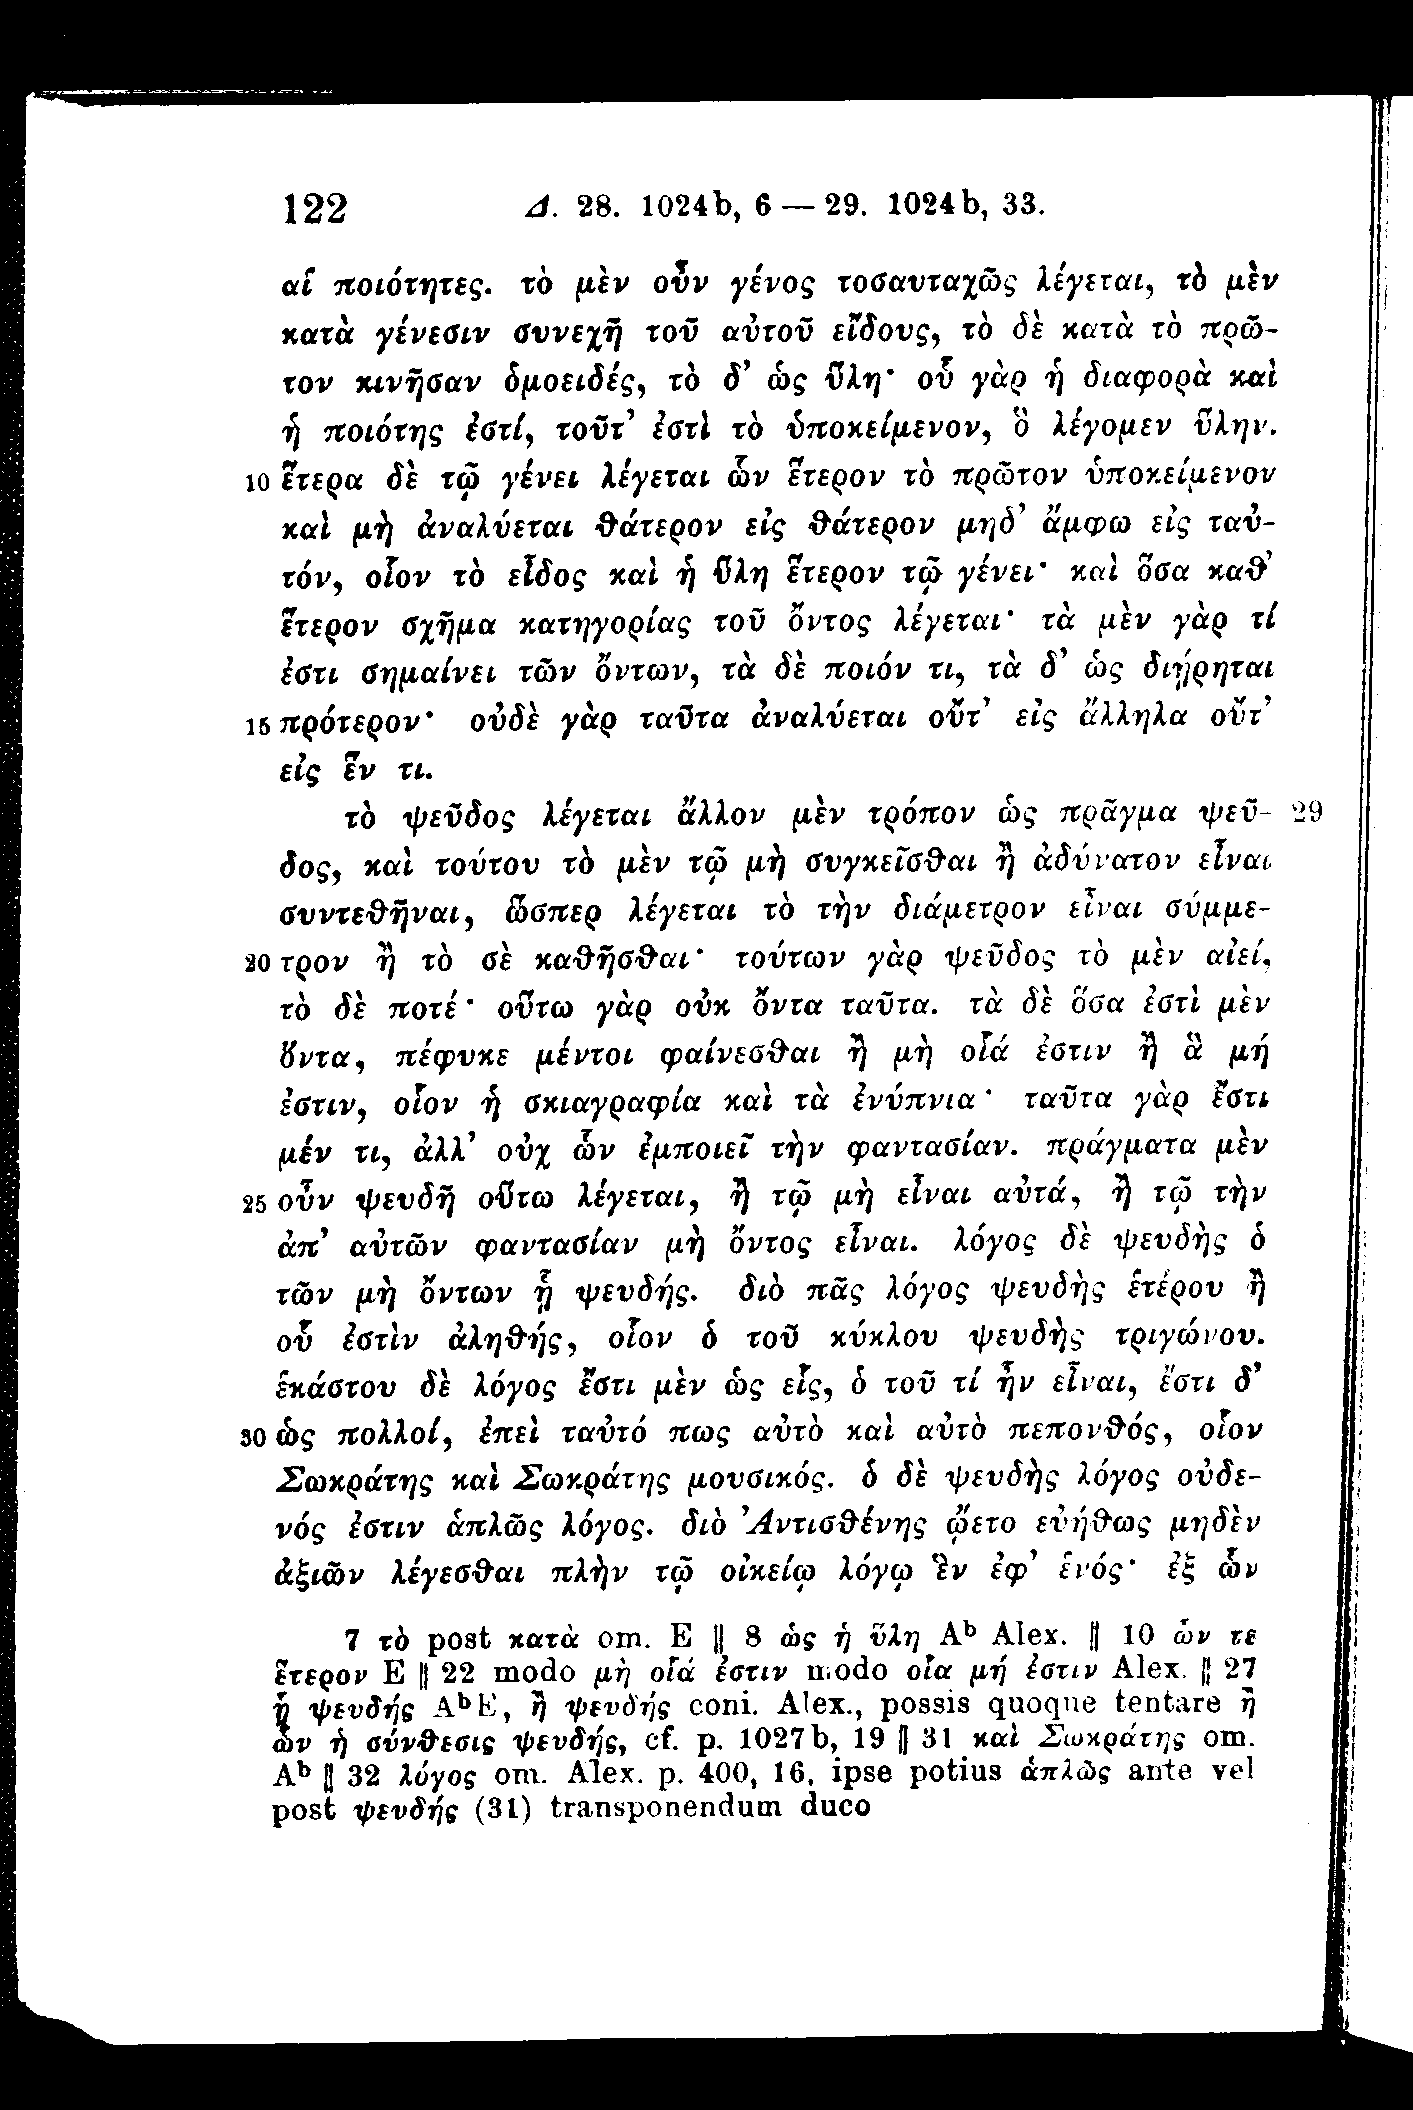 122 Δ. 28. 1024b, 6 — 29. 1024b, 33.
αἱ ποιότητες. τὸ μὲν οὖν γένος τοσαυταχῶς λέγεται, τὸ μὲν
κατὰ γένεσιν συνεχῆ τοῦ αὐτοῦ εἴδους, τὸ δὲ κατὰ τὸ πρῶ-
τον κινῆσαν ὁμοειδές, τὸ δ’ ὡς ὕλη· οὗ γὰρ ἡ διαφορὰ καὶ
ἡ ποιότης ἐστί, τοῦτ’ ἐστὶ τὸ ὑποκείμενον, ὃ λέγομεν ὕλην.
10 ἕτερα δὲ τῷ γένει λέγεται ὧν ἕτερον τὸ πρῶτον ὑποκείμενον
καὶ μὴ ἀναλύεται θάτερον εἰς θάτερον μηδ’ ἄμφω εἰς ταὐ-
τόν, οἷον τὸ εἶδος καὶ ἡ ὕλη ἕτερον τῷ γένει· καὶ ὅσα καθ’
ἕτερον σχῆμα κατηγορίας τοῦ ὄντος λέγεται· τὰ μὲν γὰρ τί
ἐστι σημαίνει τῶν ὄντων, τὰ δὲ ποιόν τι, τὰ δ’ ὡς διῄρηται
15 πρότερον· οὐδὲ γὰρ ταῦτα ἀναλύεται οὔτ’ εἰς ἄλληλα οὔτ’
εἰς ἕν τι.
τὸ ψεῦδος λέγεται ἄλλον μὲν τρόπον ὡς πρᾶγμα ψεῦ- 29
δος, καὶ τούτου τὸ μὲν τῷ μὴ συγκεῖσθαι ἢ ἀδύνατον εἶναι
συντεθῆναι, ὥσπερ λέγεται τὸ τὴν διάμετρον εἶναι σύμμε-
20 τρον ἢ τὸ σὲ καθῆσθαι· τούτων γὰρ ψεῦδος τὸ μὲν αἰεί,
τὸ δὲ ποτέ· οὕτω γὰρ οὐκ ὄντα ταῦτα. τὰ δὲ ὅσα ἐστὶ μὲν
ὄντα, πέφυκε μέντοι φαίνεσθαι ἢ μὴ οἷά ἐστιν ἢ ἃ μή
ἐστιν, οἷον ἡ σκιαγραφία καὶ τὰ ἐνύπνια· ταῦτα γὰρ ἔστι
μέν τι, ἀλλ’ οὐχ ὧν ἐμποιεῖ τὴν φαντασίαν. πράγματα μὲν
25 οὖν ψευδῆ οὕτω λέγεται, ἢ τῷ μὴ εἶναι αὐτά, ἢ τῷ τὴν
ἀπ’ αὐτῶν φαντασίαν μὴ ὄντος εἶναι. λόγος δὲ ψευδὴς ὁ
τῶν μὴ ὄντων ᾗ ψευδής. διὸ πᾶς λόγος ψευδὴς ἑτέρου ἢ
οὗ ἐστὶν ἀληθής, οἷον ὁ τοῦ κύκλου ψευδὴς τριγώνου.
ἑκάστου δὲ λόγος ἔστι μὲν ὡς εἷς, ὁ τοῦ τί ἦν εἶναι, ἔστι δ’
30 ὡς πολλοί, ἐπεὶ ταὐτό πως αὐτὸ καὶ αὐτὸ πεπονθός, οἷον
Σωκράτης καὶ Σωκράτης μουσικός. ὁ δὲ ψευδὴς λόγος οὐδε-
νός ἐστιν ἁπλῶς λόγος. διὸ Ἀντισθένης ᾤετο εὐήθως μηδὲν
ἀξιῶν λέγεσθαι πλὴν τῷ οἰκείῳ λόγῳ ἓν ἐφ’ ἑνός· ἐξ ὧν
7 τὸ post κατὰ om. E || 8 ὡς ἡ ὕλη Aᵇ Alex. || 10 ὧν τε
ἕτερον E || 22 modo μὴ οἷά ἐστιν modo οἷα μή ἐστιν Alex. || 27
ᾗ ψευδής AᵇE, ἢ ψευδής coni. Alex., possis quoque tentare ἢ
ὧν ἡ σύνθεσις ψευδής, cf. p. 1027b, 19 || 31 καὶ Σωκράτης om.
Aᵇ || 32 λόγος om. Alex. p. 400, 16, ipse potius ἁπλῶς ante vel
post ψευδής (31) transponendum duco